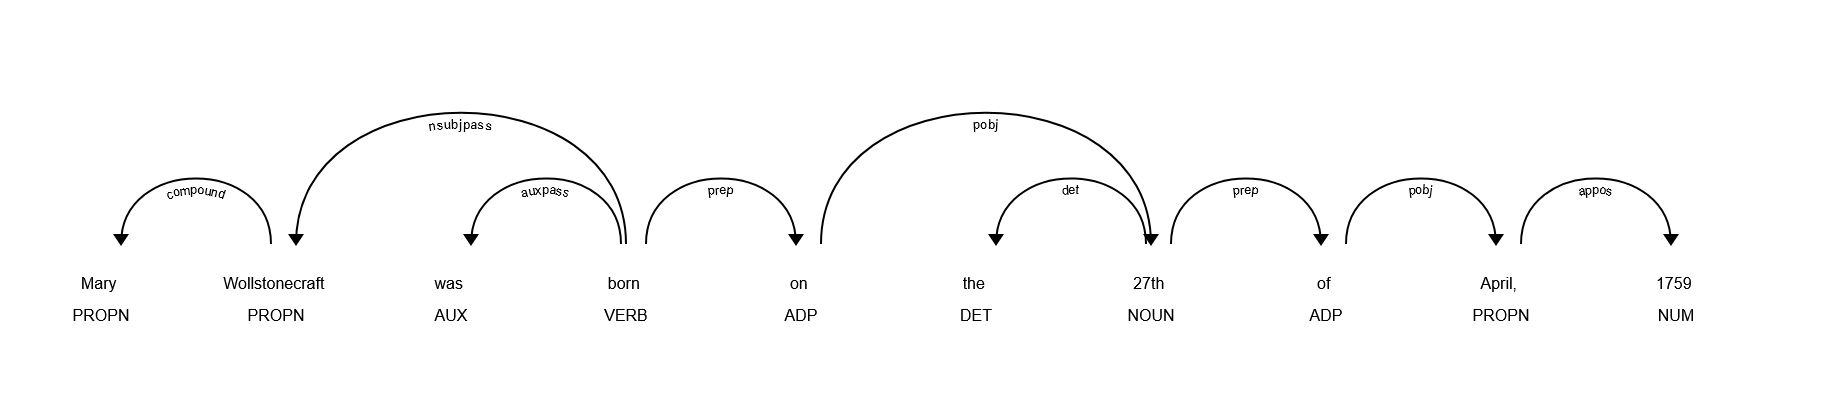 nsubjpass pobj
compound auxpass prep det prep pobj appos
Mary Wollstonecraft was born on the 27th of April, 1759
PROPN PROPN AUX VERB ADP DET NOUN ADP PROPN NUM